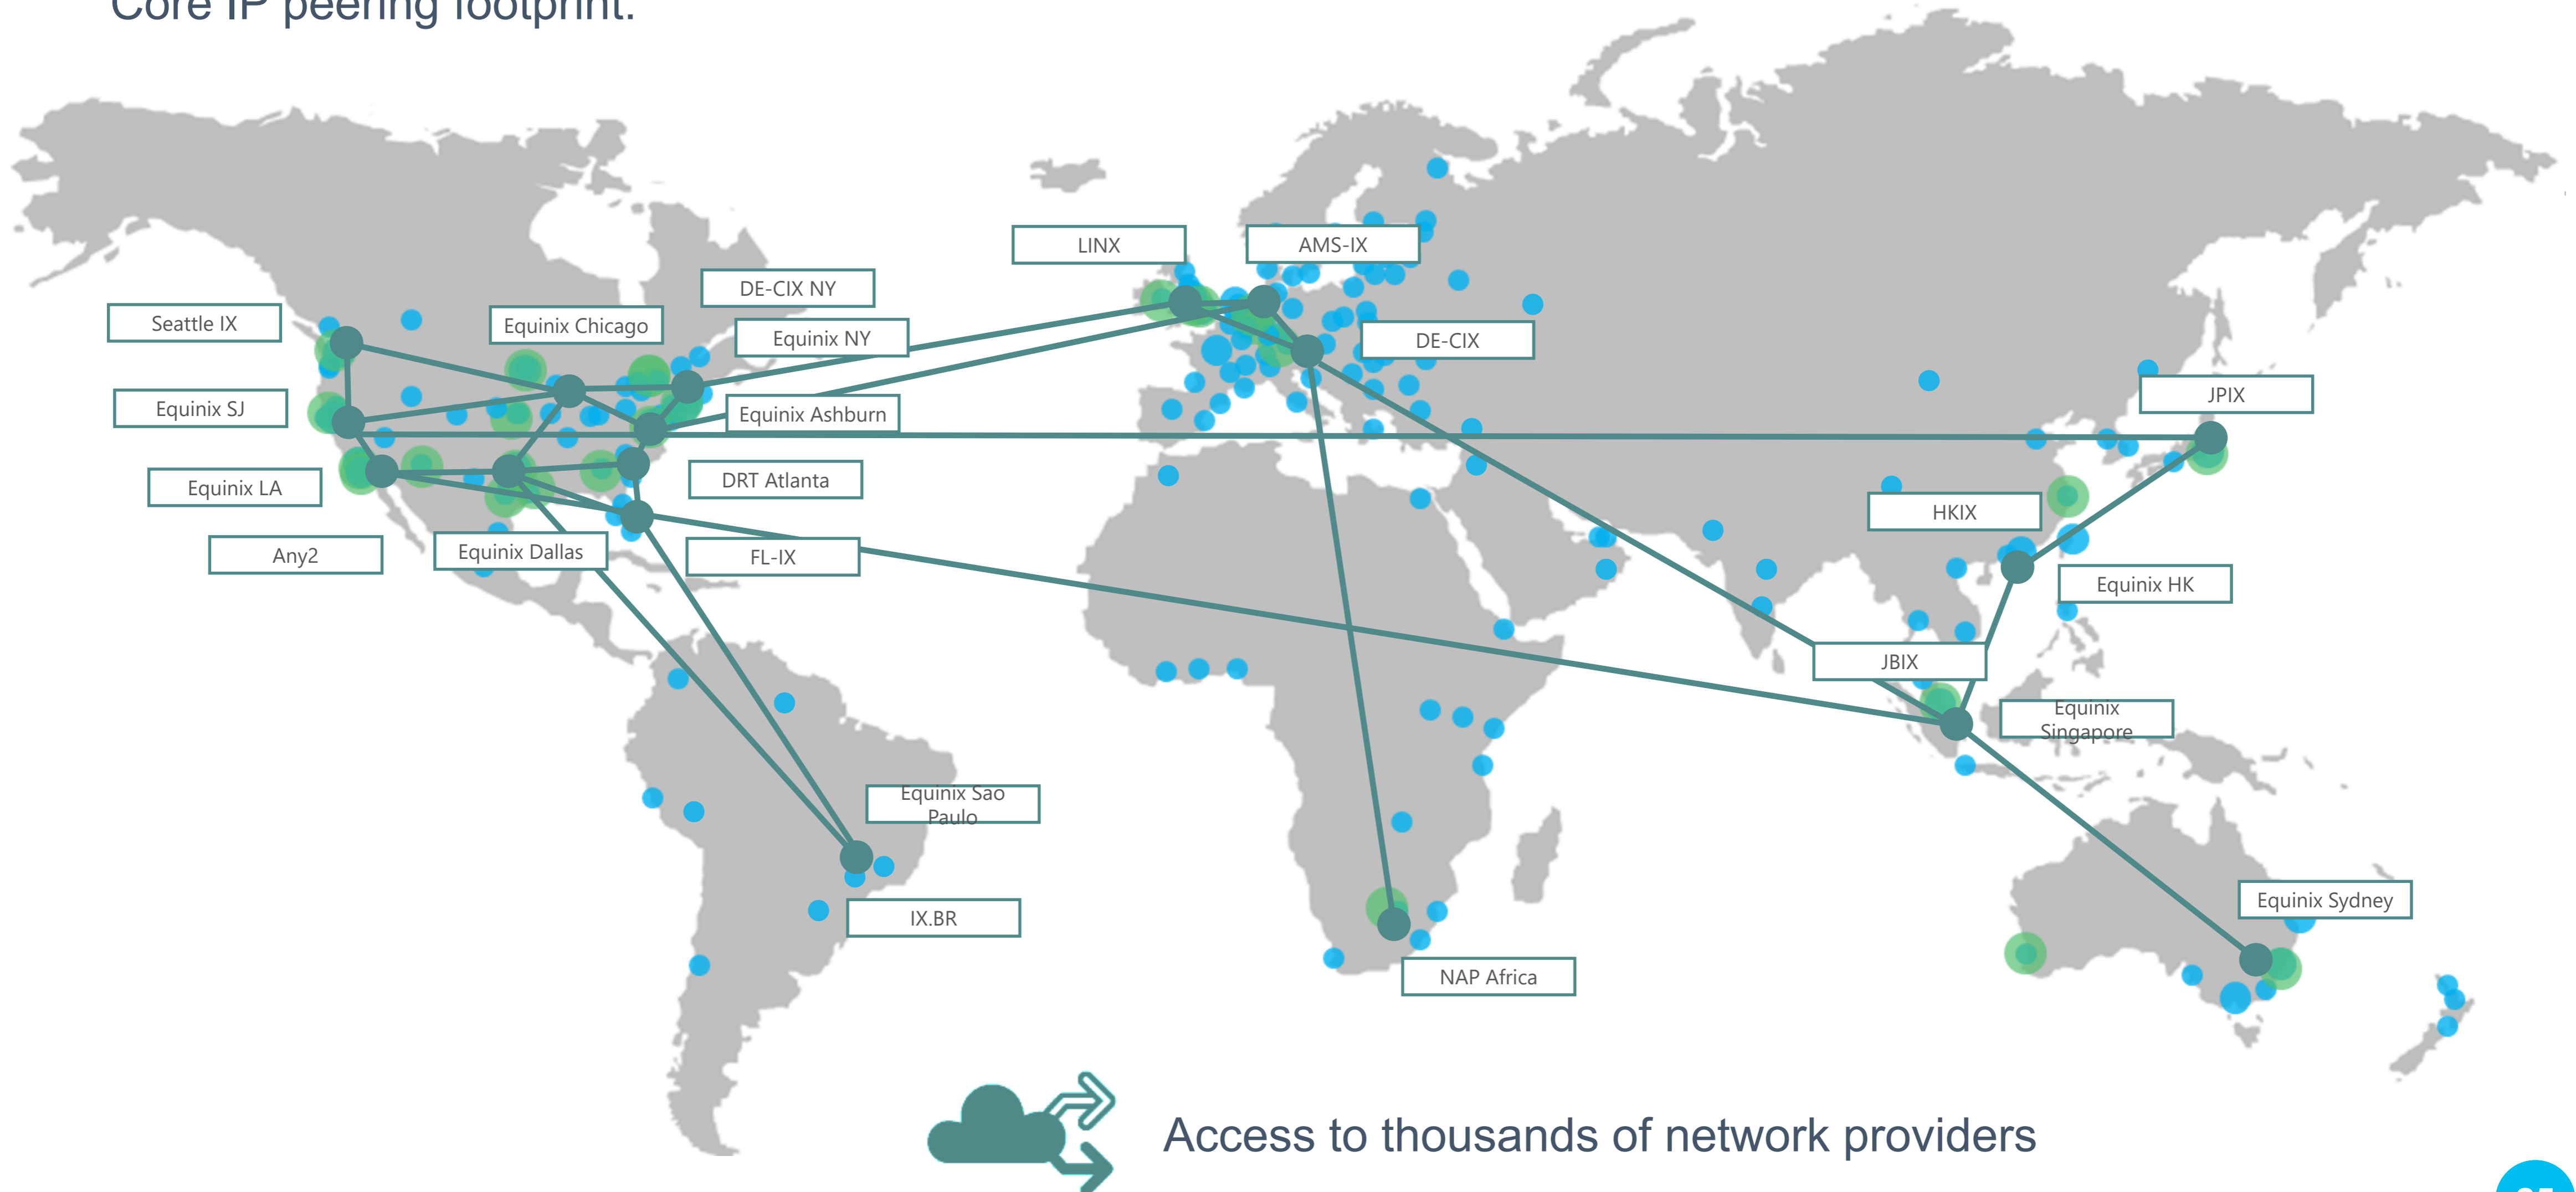 Core IP peering footprint.
LINX
AMS-IX
DE-CIX NY
Seattle IX
Equinix Chicago
Equinix NY
DE-CIX
Equinix SJ
Equinix Ashburn
JPIX
Equinix LA
DRT Atlanta
HKIX
Any2
Equinix Dallas
FL-IX
Equinix HK
JBIX
Equinix
Singapore
Equinix Sao
Paulo
IX.BR
Equinix Sydney
NAP Africa
Access to thousands of network providers